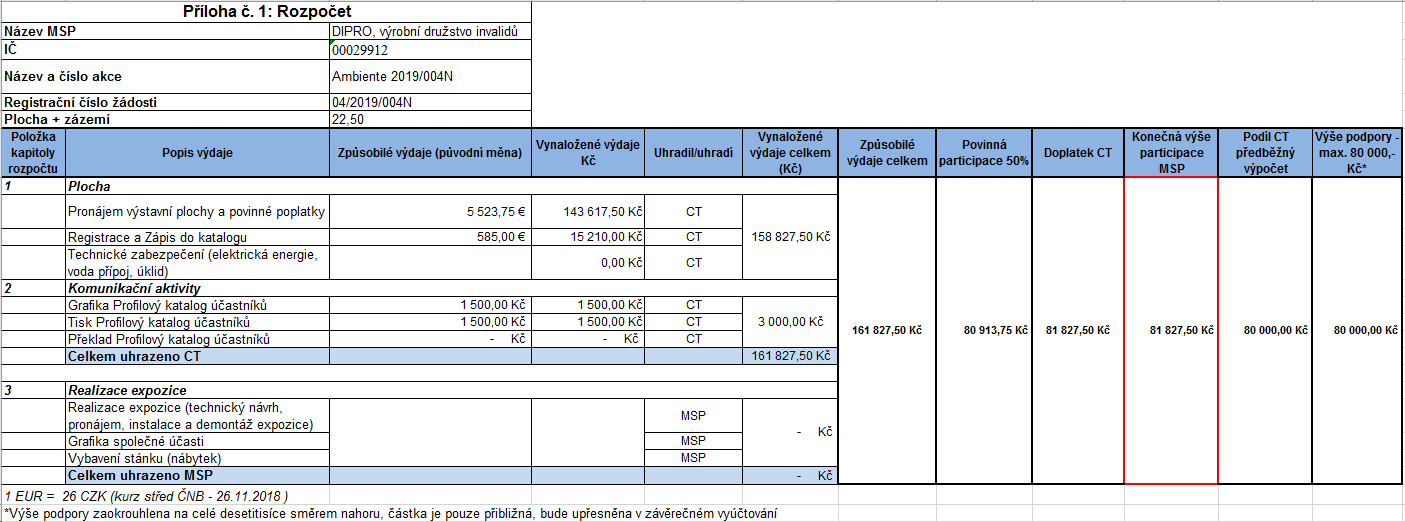 Příloha č. 1: Rozpočet
Název MSP DIPRO, výrobní družstvo invalidů
IČ 00029912
Název a číslo akce Ambiente 2019/004N
Registrační číslo žádosti 04/2019/004N
Plocha + zázemí 22,50
Položka kapitoly rozpočtu Popis výdaje Způsobilé výdaje (původní měna) Vynaložené výdaje Kč Uhradil/uhradí Vynaložené výdaje celkem (Kč) Způsobilé výdaje celkem Povinná participace 50% Doplatek CT Konečná výše participace MSP Podíl CT předběžný výpočet Výše podpory - max. 80 000,- Kč*
1 Plocha
Pronájem výstavní plochy a povinné poplatky 5 523,75 € 143 617,50 Kč CT
Registrace a Zápis do katalogu 585,00 € 15 210,00 Kč CT 158 827,50 Kč
Technické zabezpečení (elektrická energie,
voda přípoj, úklid) 0,00 Kč CT
2 Komunikační aktivity
Grafika Profilový katalog účastníků 1 500,00 Kč 1 500,00 Kč CT
Tisk Profilový katalog účastníků 1 500,00 Kč 1 500,00 Kč CT 3 000,00 Kč
161 827,50 Kč 80 913,75 Kč 81 827,50 Kč 81 827,50 Kč 80 000,00 Kč 80 000,00 Kč
Překlad Profilový katalog účastníků - Kč - Kč CT
Celkem uhrazeno CT 161 827,50 Kč
3 Realizace expozice
Realizace expozice (technický návrh,
pronájem, instalace a demontáž expozice) MSP
- Kč
Grafika společné účasti MSP
Vybavení stánku (nábytek) MSP
Celkem uhrazeno MSP - Kč
1 EUR = 26 CZK (kurz střed ČNB - 26.11.2018 )
*Výše podpory zaokrouhlena na celé desetitisíce směrem nahoru, částka je pouze přibližná, bude upřesněna v závěrečném vyúčtování